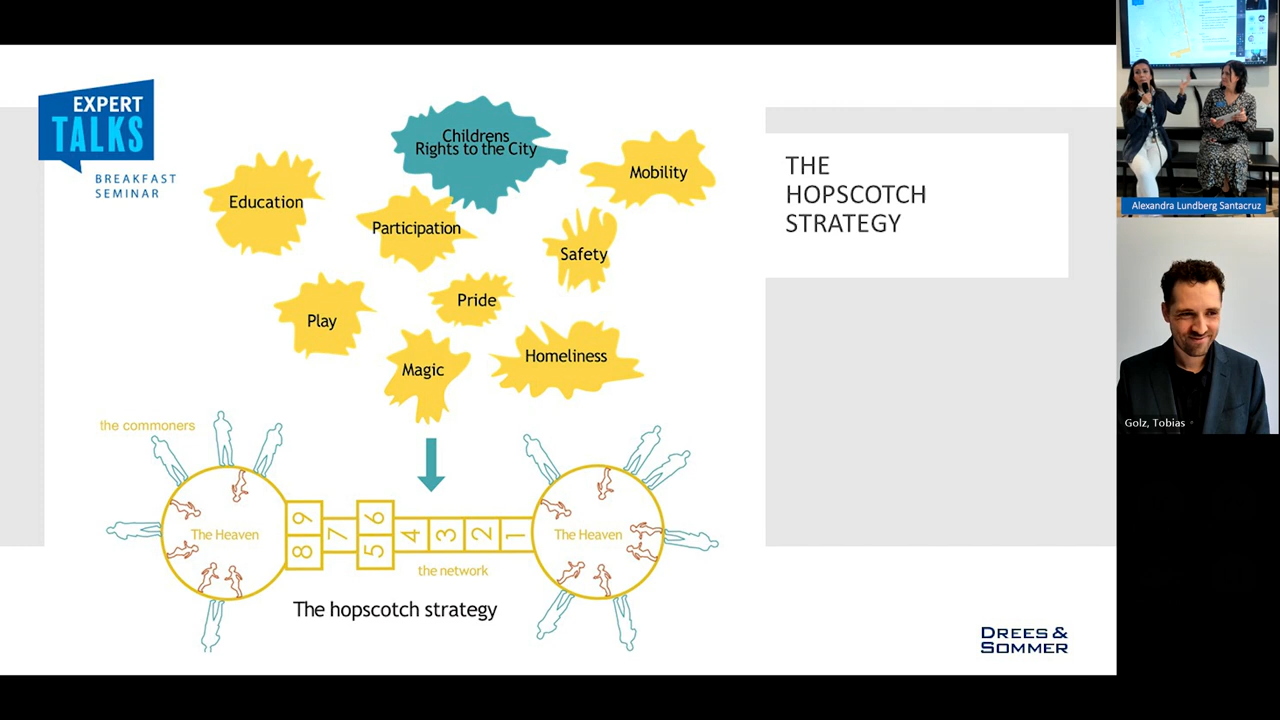 EXPERT
TALKS
BREAKFAST
SEMINAR
Childrens
Rights to the City
Education
Mobility
Participation
Safety
Play
Pride
Magic
Homeliness
THE
HOPSCOTCH
STRATEGY
the commoners
The Heaven
8
9
7
5
6
4
3
2
1
The Heaven
the network
The hopscotch strategy
DREES &
SOMMER
Alexandra Lundberg Santacruz
Golz, Tobias